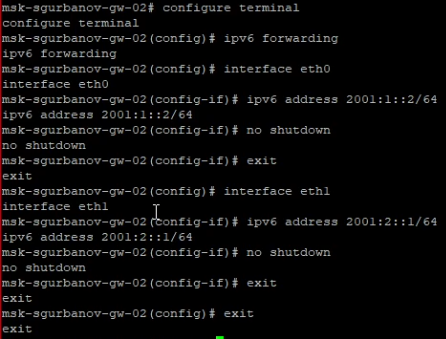 msk-sgurbanov-gw-02# configure terminal
configure terminal
msk-sgurbanov-gw-02(config)# ipv6 forwarding
ipv6 forwarding
msk-sgurbanov-gw-02(config)# interface eth0
interface eth0
msk-sgurbanov-gw-02(config-if)# ipv6 address 2001:1::2/64
ipv6 address 2001:1::2/64
msk-sgurbanov-gw-02(config-if)# no shutdown
no shutdown
msk-sgurbanov-gw-02(config-if)# exit
exit
msk-sgurbanov-gw-02(config)# interface eth1
interface eth1
msk-sgurbanov-gw-02(config-if)# ipv6 address 2001:2::1/64
ipv6 address 2001:2::1/64
msk-sgurbanov-gw-02(config-if)# no shutdown
no shutdown
msk-sgurbanov-gw-02(config-if)# exit
exit
msk-sgurbanov-gw-02(config)# exit
exit